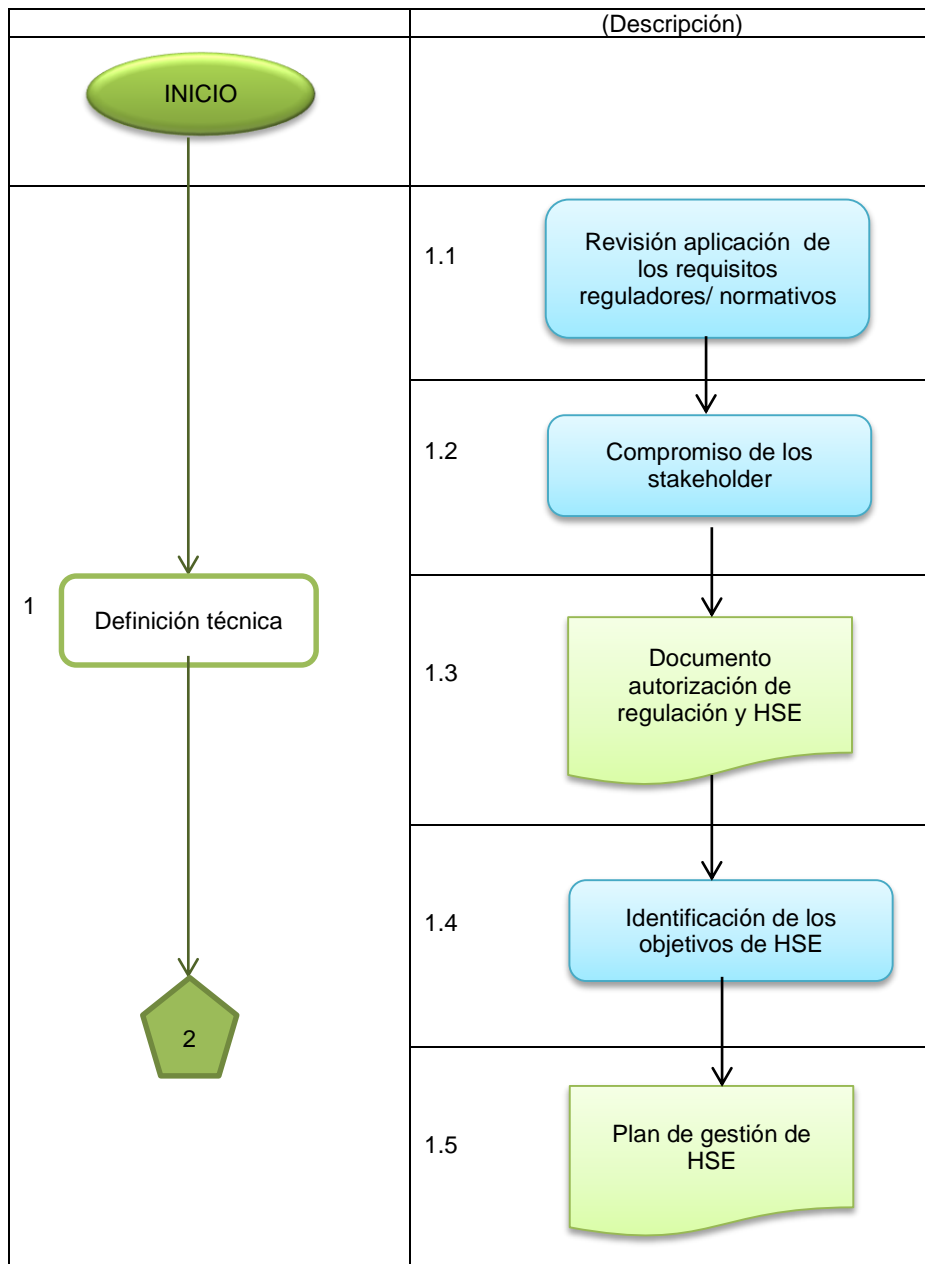 (Descripción)
INICIO
1.1
Revisión aplicación de
los requisitos
reguladores/ normativos
1.2
Compromiso de los
stakeholder
1
Definición técnica
1.3
Documento
autorización de
regulación y HSE
1.4
Identificación de los
objetivos de HSE
2
1.5
Plan de gestión de
HSE